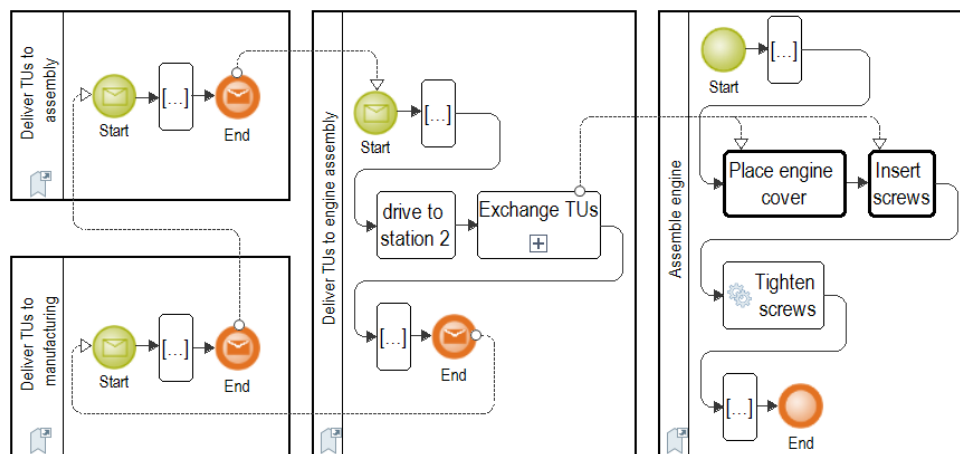 Deliver TUs to
assembly
Start
[...]
End
Deliver TUs to
manufacturing
Start
[...]
End
Deliver TUs to engine assembly
Start
[...]
drive to
station 2
Exchange TUs
[...]
End
Assemble engine
Start
[...]
Place engine
cover
Insert
screws
Tighten
screws
[...]
End